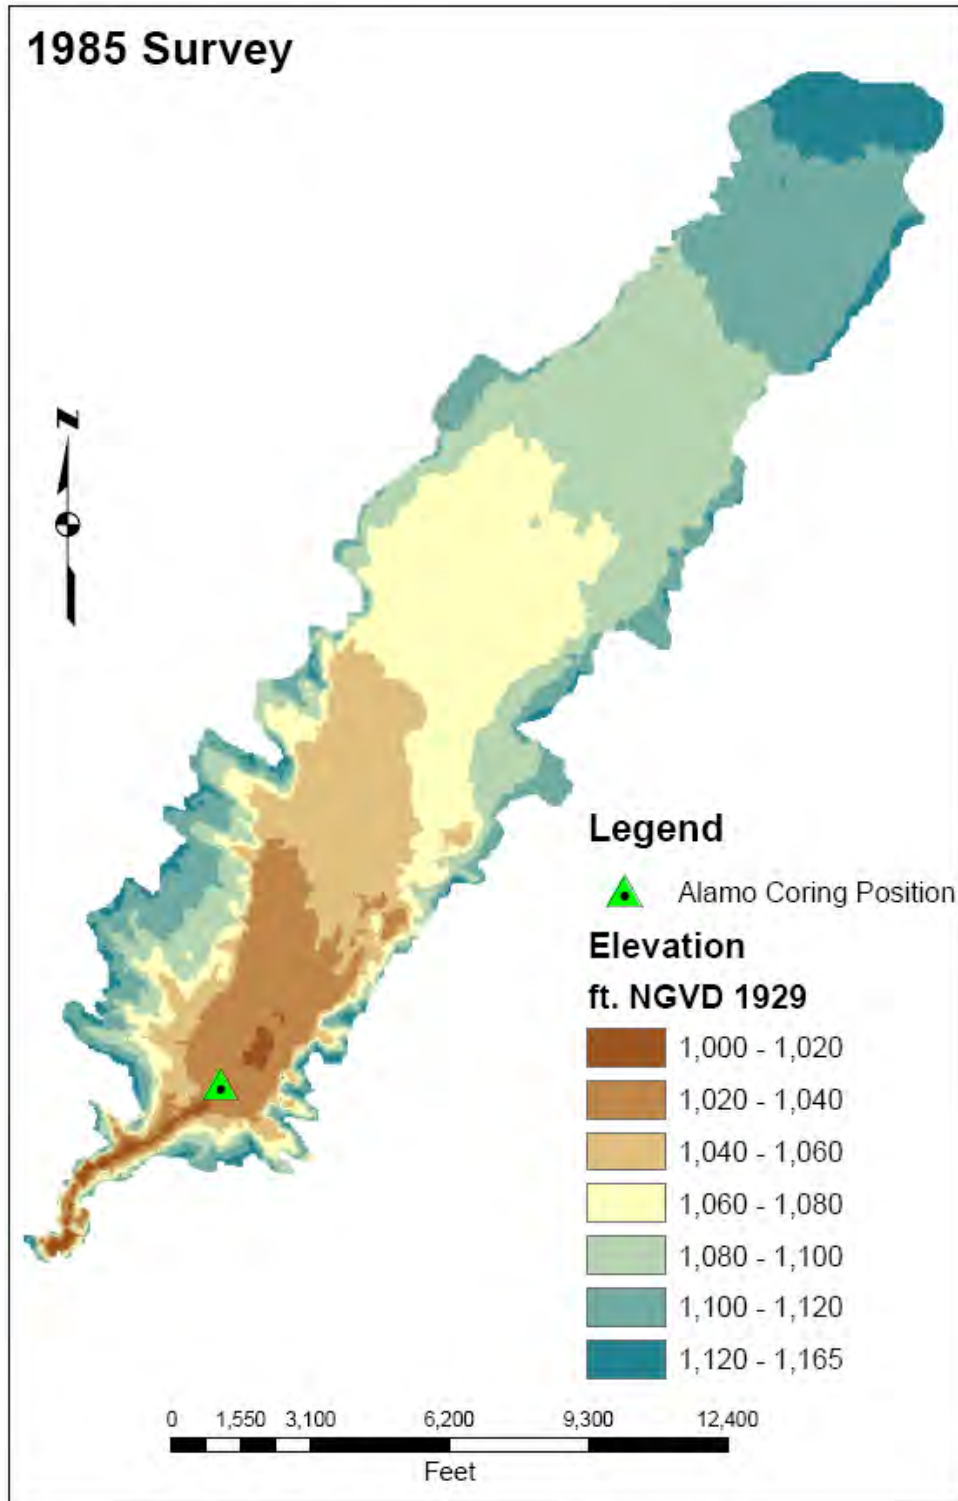 1985 Survey
N
Legend
Alamo Coring Position
Elevation
ft. NGVD 1929
1,000 - 1,020
1,020 - 1,040
1,040 - 1,060
1,060 - 1,080
1,080 - 1,100
1,100 - 1,120
1,120 - 1,165
0 1,550 3,100 6,200 9,300 12,400
Feet